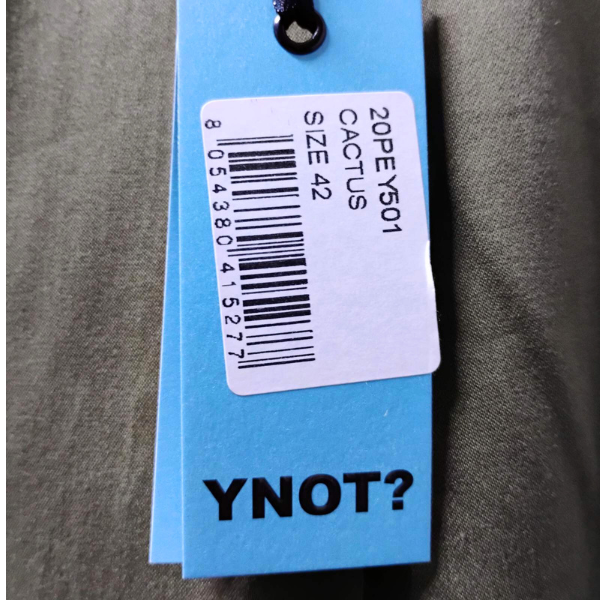 20PEY501
CACTUS
SIZE 42
8 054380 415277
YNOT?